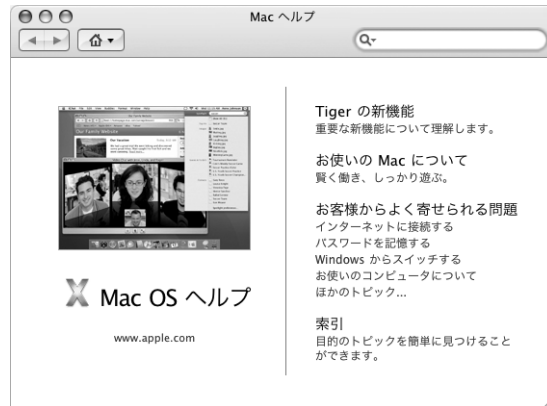 Mac ヘルプ
Mac OS ヘルプ
www.apple.com
Tiger の新機能
重要な新機能について理解します。
お使いの Mac について
賢く働き、しっかり遊ぶ。
お客様からよく寄せられる問題
インターネットに接続する
パスワードを記憶する
Windows からスイッチする
お使いのコンピュータについて
ほかのトピック...
索引
目的のトピックを簡単に見つけること
ができます。